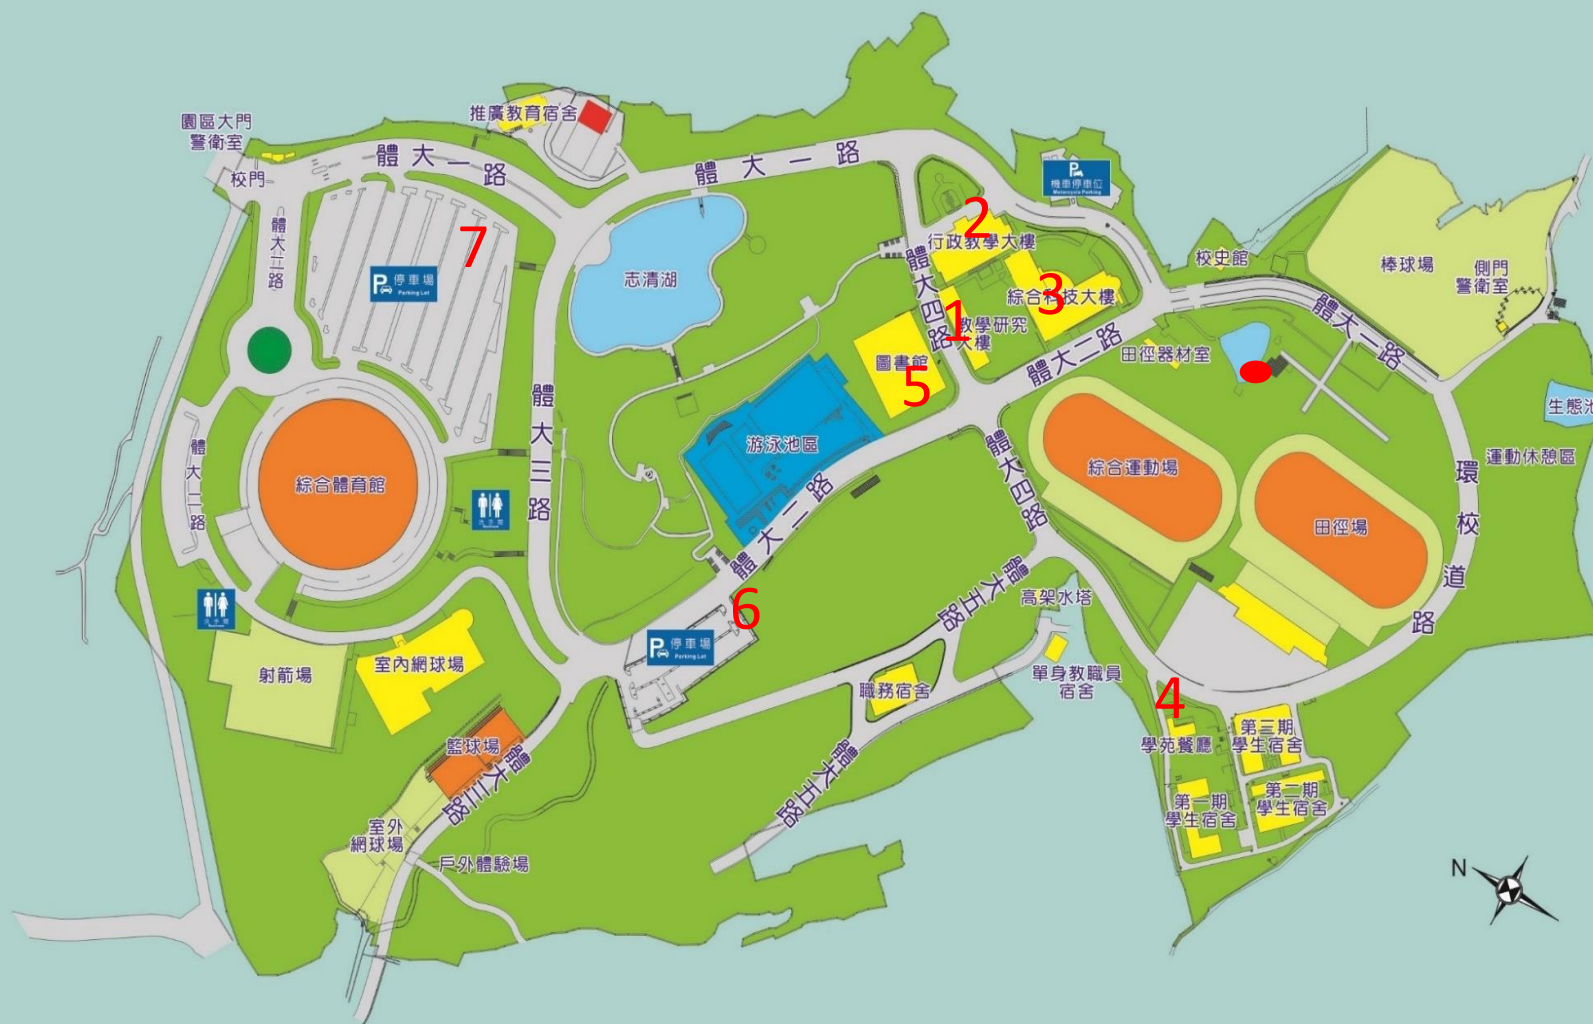 推廣教育宿舍
園區大門
警衛室
校門
體大一路
體大一路
P
機車停車位
Motorcycle Parking
2
行政教學大樓
7
體大二路
P 停車場
Parking Lot
志清湖
體大四路
校史館
棒球場
側門
警衛室
3
綜合科技大樓
1
教學研究
大樓
體大一路
圖書館
5
體大二路
田徑器材室
生態池
體大三路
游泳池區
體大二路
綜合體育館
體大四路
綜合運動場
運動休憩區
環校道路
田徑場
體大二路
體大五路
高架水塔
6
P 停車場
Parking Lot
射箭場
室內網球場
職務宿舍
單身教職員
宿舍
4
學苑餐廳
第三期
學生宿舍
籃球場
體大三路
體大五路
第一期
學生宿舍
第二期
學生宿舍
室外
網球場
戶外體驗場
N